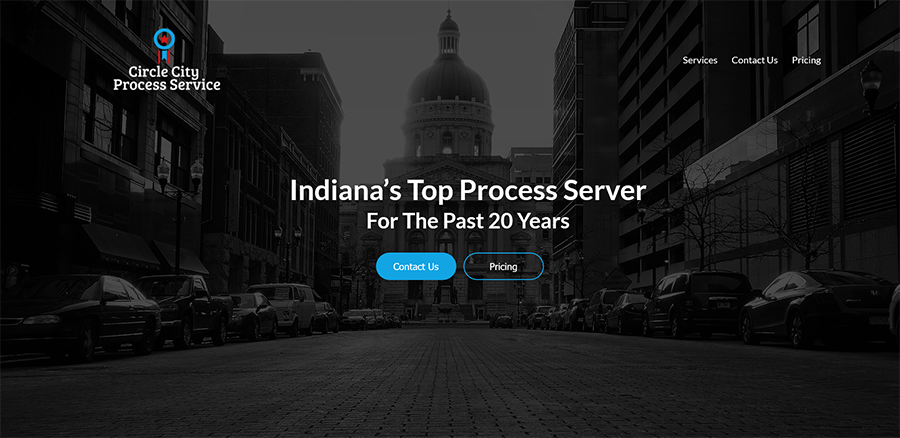 Circle City
Process Service
Services Contact Us Pricing
Indiana's Top Process Server
For The Past 20 Years
Contact Us Pricing